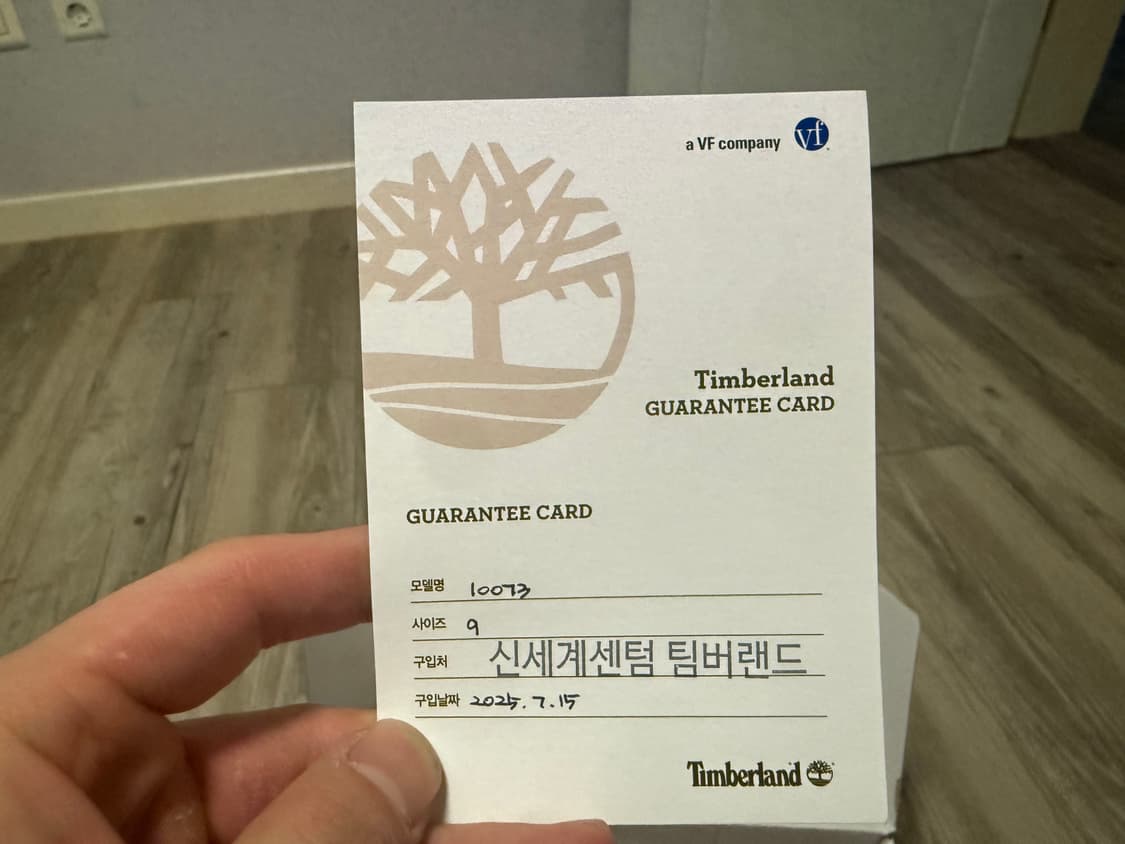 a VF company vf
Timberland
GUARANTEE CARD
GUARANTEE CARD
모델명 10073
사이즈 9
구입처 신세계센텀 팀버랜드
구입날짜 2025.7.15
Timberland